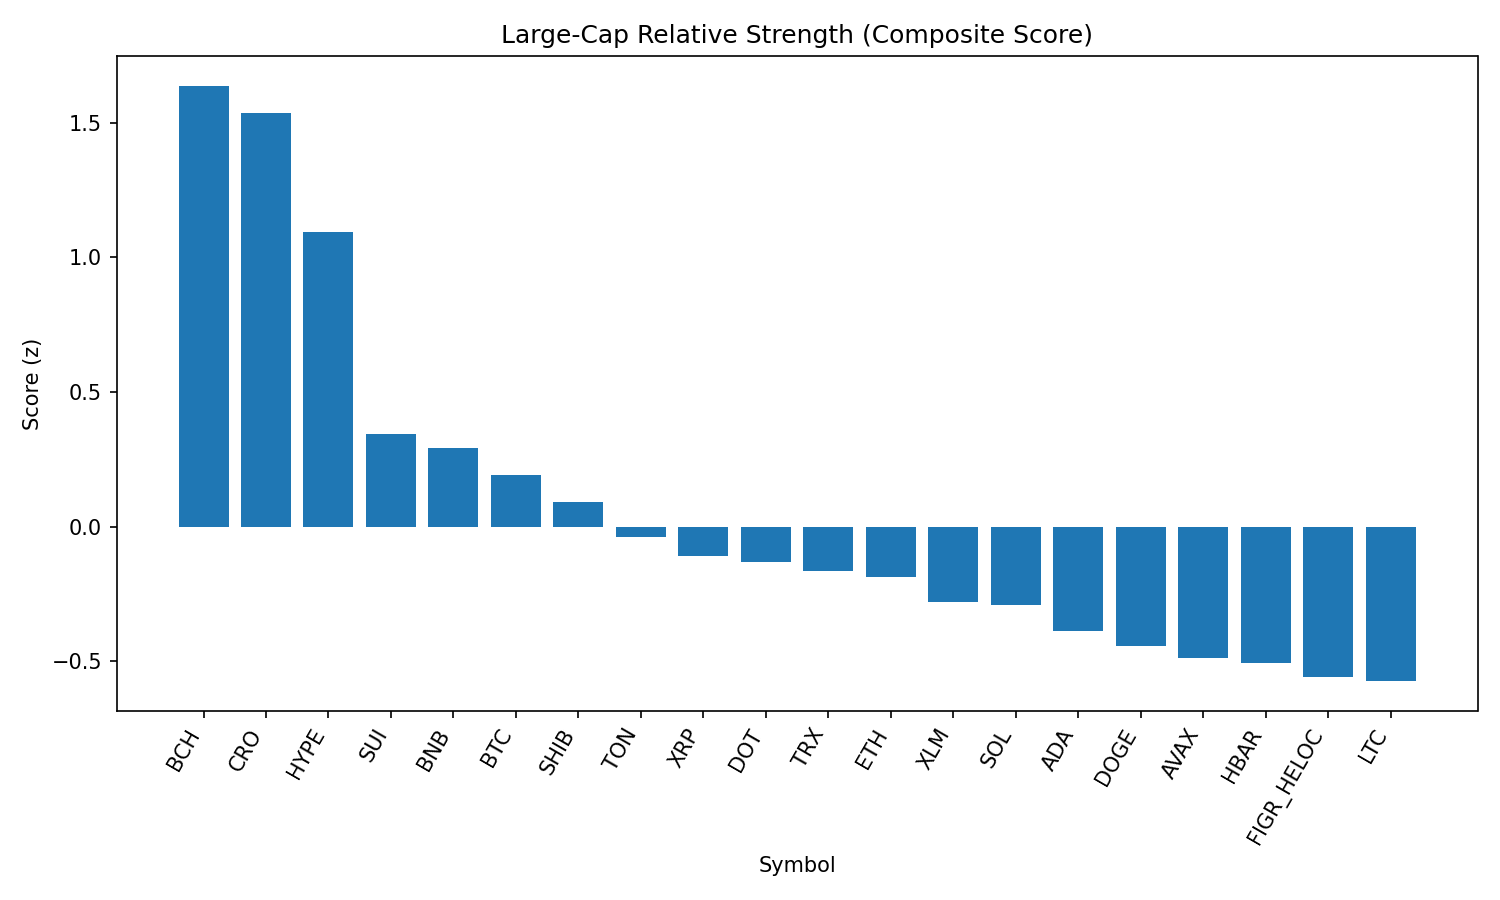 Large-Cap Relative Strength (Composite Score)
1.5
1.0
0.5
0.0
−0.5
Score (z)
BCH
CRO
HYPE
SUI
BNB
BTC
SHIB
TON
XRP
DOT
TRX
ETH
XLM
SOL
ADA
DOGE
AVAX
HBAR
FIGR_HELOC
LTC
Symbol